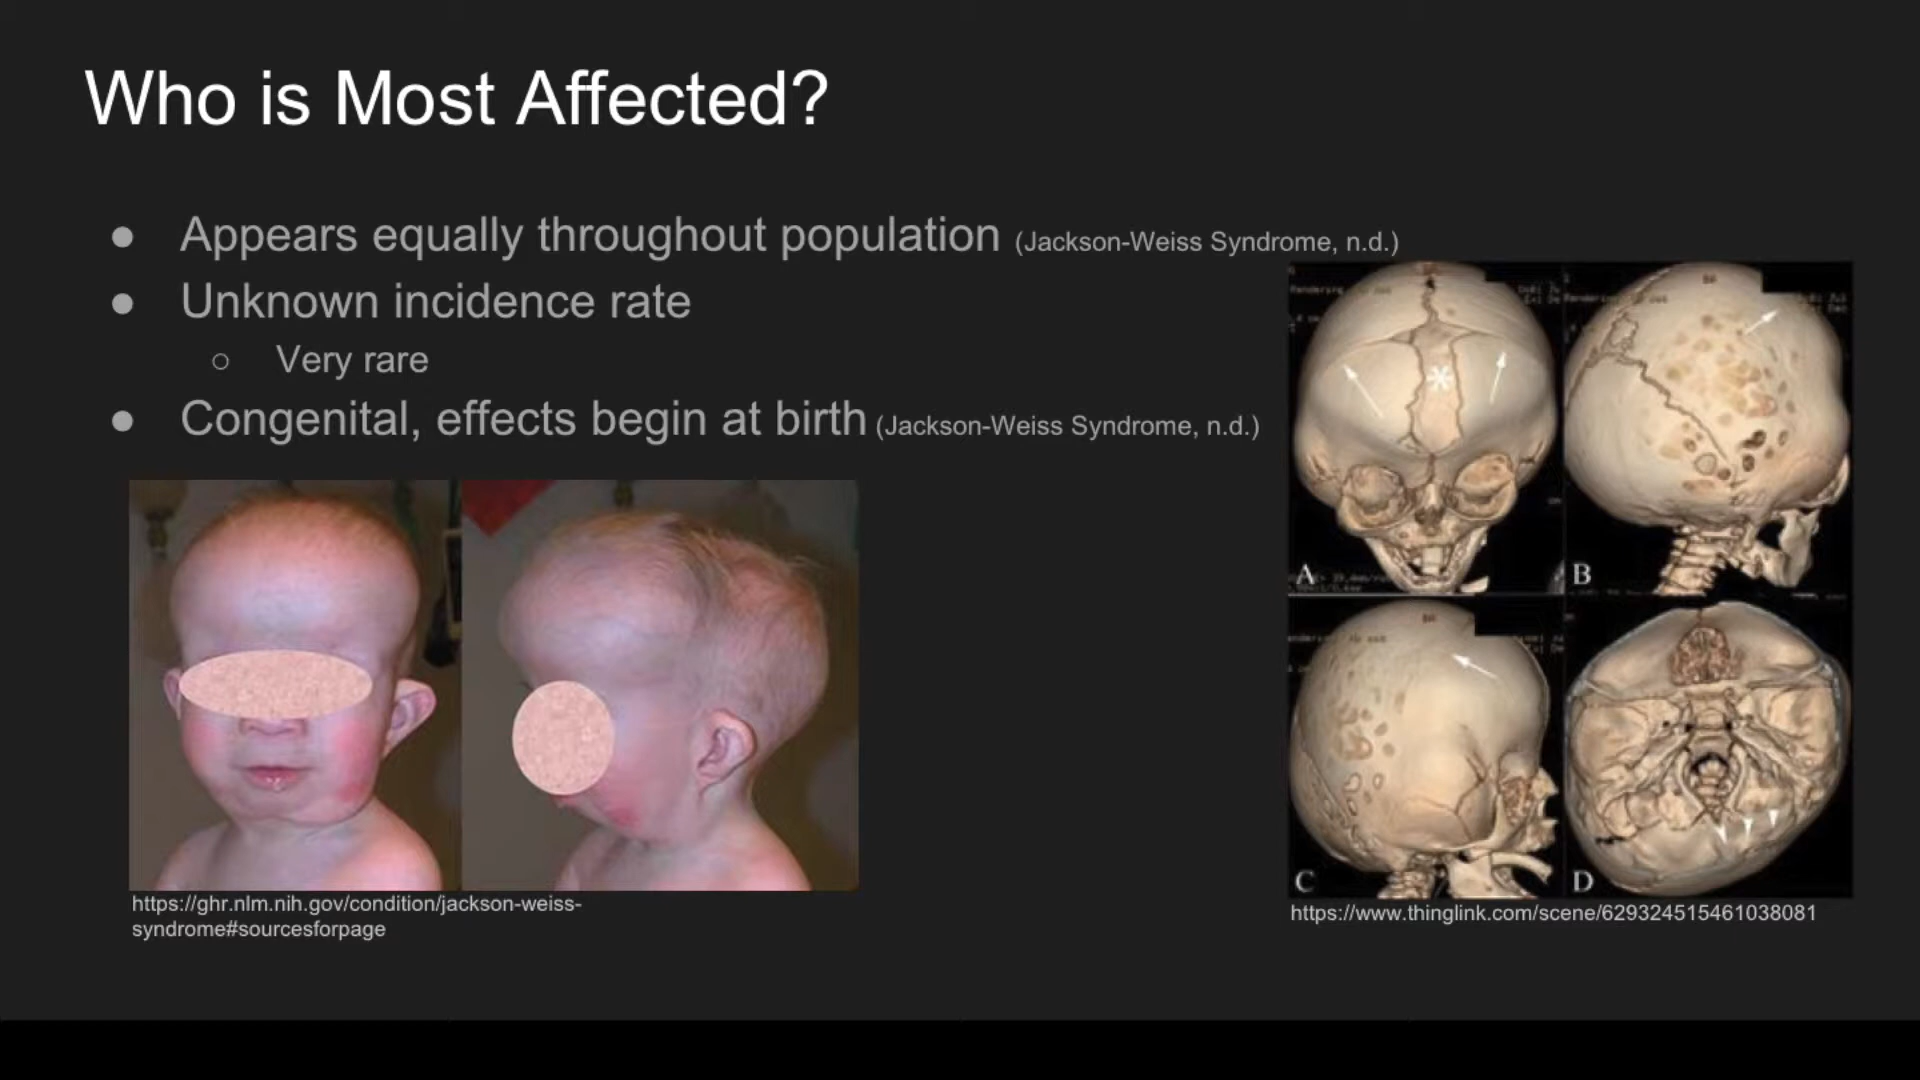 Who is Most Affected?
● Appears equally throughout population (Jackson-Weiss Syndrome, n.d.)
● Unknown incidence rate
○ Very rare
● Congenital, effects begin at birth (Jackson-Weiss Syndrome, n.d.)
A
B
C
D
https://ghr.nlm.nih.gov/condition/jackson-weiss-
syndrome#sourcesforpage
https://www.thinglink.com/scene/629324515461038081